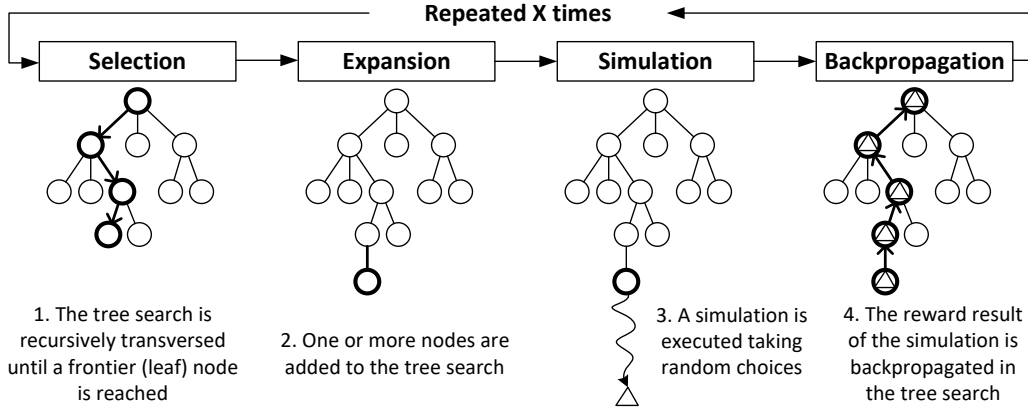 Repeated X times
Selection
Expansion
Simulation
Backpropagation
1. The tree search is
recursively transversed
until a frontier (leaf) node
is reached
2. One or more nodes are
added to the tree search
3. A simulation is
executed taking
random choices
4. The reward result
of the simulation is
backpropagated in
the tree search